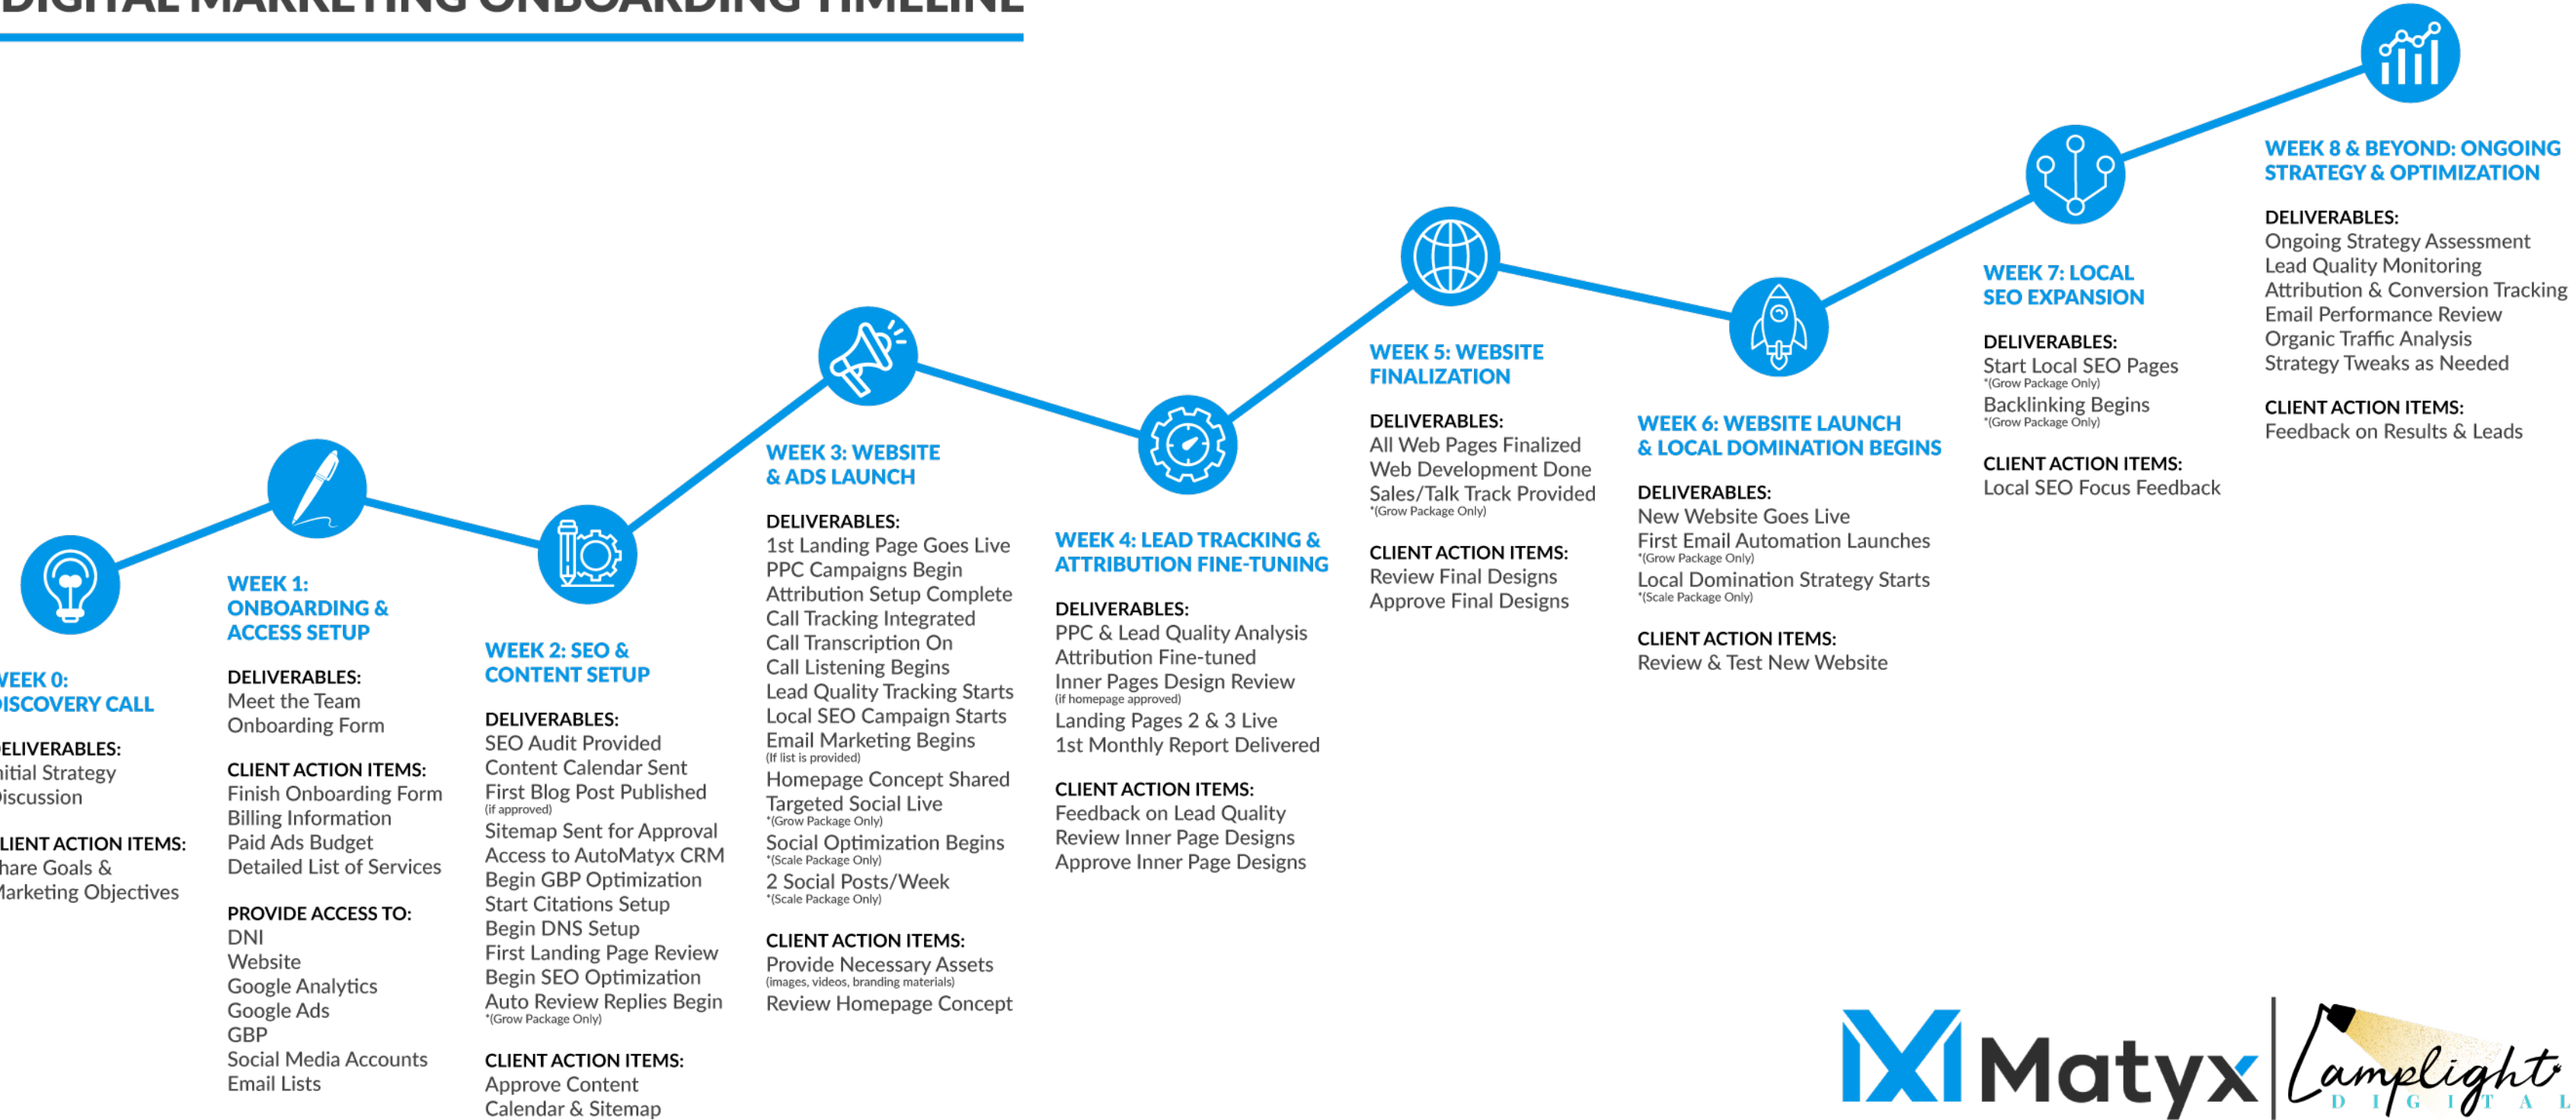 DIGITAL MARKETING ONBOARDING TIMELINE
WEEK 0:
DISCOVERY CALL
DELIVERABLES:
Initial Strategy
Discussion
CLIENT ACTION ITEMS:
Share Goals &
Marketing Objectives
WEEK 1:
ONBOARDING &
ACCESS SETUP
DELIVERABLES:
Meet the Team
Onboarding Form
CLIENT ACTION ITEMS:
Finish Onboarding Form
Billing Information
Paid Ads Budget
Detailed List of Services
PROVIDE ACCESS TO:
DNI
Website
Google Analytics
Google Ads
GBP
Social Media Accounts
Email Lists
WEEK 2: SEO &
CONTENT SETUP
DELIVERABLES:
SEO Audit Provided
Content Calendar Sent
First Blog Post Published
(if approved)
Sitemap Sent for Approval
Access to AutoMatyx CRM
Begin GBP Optimization
Start Citations Setup
Begin DNS Setup
First Landing Page Review
Begin SEO Optimization
Auto Review Replies Begin
*(Grow Package Only)
CLIENT ACTION ITEMS:
Approve Content
Calendar & Sitemap
WEEK 3: WEBSITE
& ADS LAUNCH
DELIVERABLES:
1st Landing Page Goes Live
PPC Campaigns Begin
Attribution Setup Complete
Call Tracking Integrated
Call Transcription On
Call Listening Begins
Lead Quality Tracking Starts
Local SEO Campaign Starts
Email Marketing Begins
(If list is provided)
Homepage Concept Shared
Targeted Social Live
*(Grow Package Only)
Social Optimization Begins
*(Scale Package Only)
2 Social Posts/Week
*(Scale Package Only)
CLIENT ACTION ITEMS:
Provide Necessary Assets
(images, videos, branding materials)
Review Homepage Concept
WEEK 4: LEAD TRACKING &
ATTRIBUTION FINE-TUNING
DELIVERABLES:
PPC & Lead Quality Analysis
Attribution Fine-tuned
Inner Pages Design Review
(if homepage approved)
Landing Pages 2 & 3 Live
1st Monthly Report Delivered
CLIENT ACTION ITEMS:
Feedback on Lead Quality
Review Inner Page Designs
Approve Inner Page Designs
WEEK 5: WEBSITE
FINALIZATION
DELIVERABLES:
All Web Pages Finalized
Web Development Done
Sales/Talk Track Provided
*(Grow Package Only)
CLIENT ACTION ITEMS:
Review Final Designs
Approve Final Designs
WEEK 6: WEBSITE LAUNCH
& LOCAL DOMINATION BEGINS
DELIVERABLES:
New Website Goes Live
First Email Automation Launches
*(Grow Package Only)
Local Domination Strategy Starts
*(Scale Package Only)
CLIENT ACTION ITEMS:
Review & Test New Website
WEEK 7: LOCAL
SEO EXPANSION
DELIVERABLES:
Start Local SEO Pages
*(Grow Package Only)
Backlinking Begins
*(Grow Package Only)
CLIENT ACTION ITEMS:
Local SEO Focus Feedback
WEEK 8 & BEYOND: ONGOING
STRATEGY & OPTIMIZATION
DELIVERABLES:
Ongoing Strategy Assessment
Lead Quality Monitoring
Attribution & Conversion Tracking
Email Performance Review
Organic Traffic Analysis
Strategy Tweaks as Needed
CLIENT ACTION ITEMS:
Feedback on Results & Leads
Matyx
Lamplight
DIGITAL